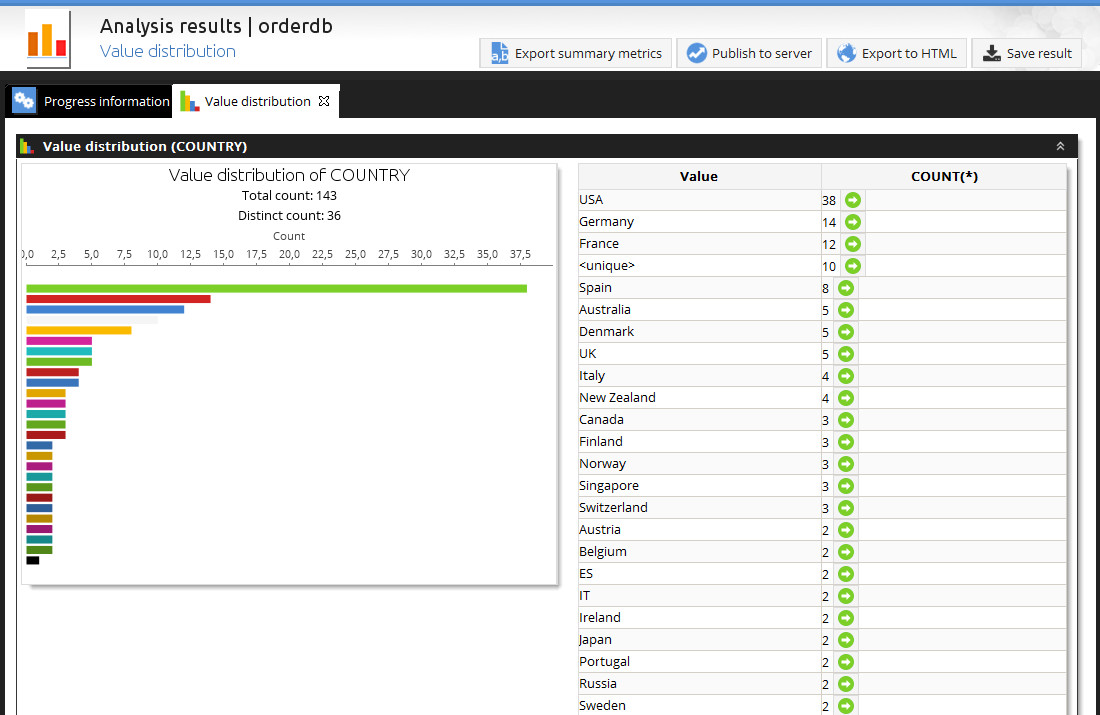 Analysis results | orderdb
Value distribution
Export summary metrics
Publish to server
Export to HTML
Save result
Progress information
Value distribution
Value distribution (COUNTRY)
Value distribution of COUNTRY
Total count: 143
Distinct count: 36
Count
0,0 2,5 5,0 7,5 10,0 12,5 15,0 17,5 20,0 22,5 25,0 27,5 30,0 32,5 35,0 37,5
Value COUNT(*)
USA 38
Germany 14
France 12
<unique> 10
Spain 8
Australia 5
Denmark 5
UK 5
Italy 4
New Zealand 4
Canada 3
Finland 3
Norway 3
Singapore 3
Switzerland 3
Austria 2
Belgium 2
ES 2
IT 2
Ireland 2
Japan 2
Portugal 2
Russia 2
Sweden 2